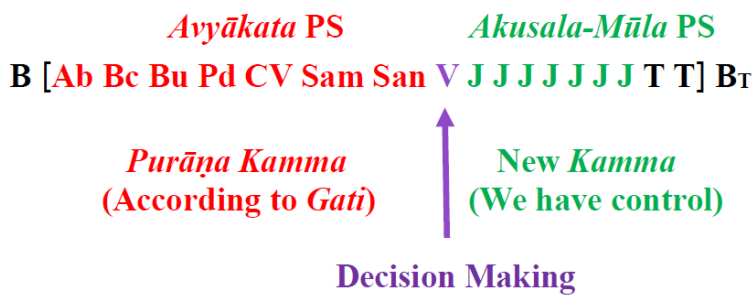 Avyākata PS Akusala-Mūla PS
B [Ab Bc Bu Pd CV Sam San V J J J J J J J T T] BT
Purāṇa Kamma New Kamma
(According to Gati) (We have control)
Decision Making